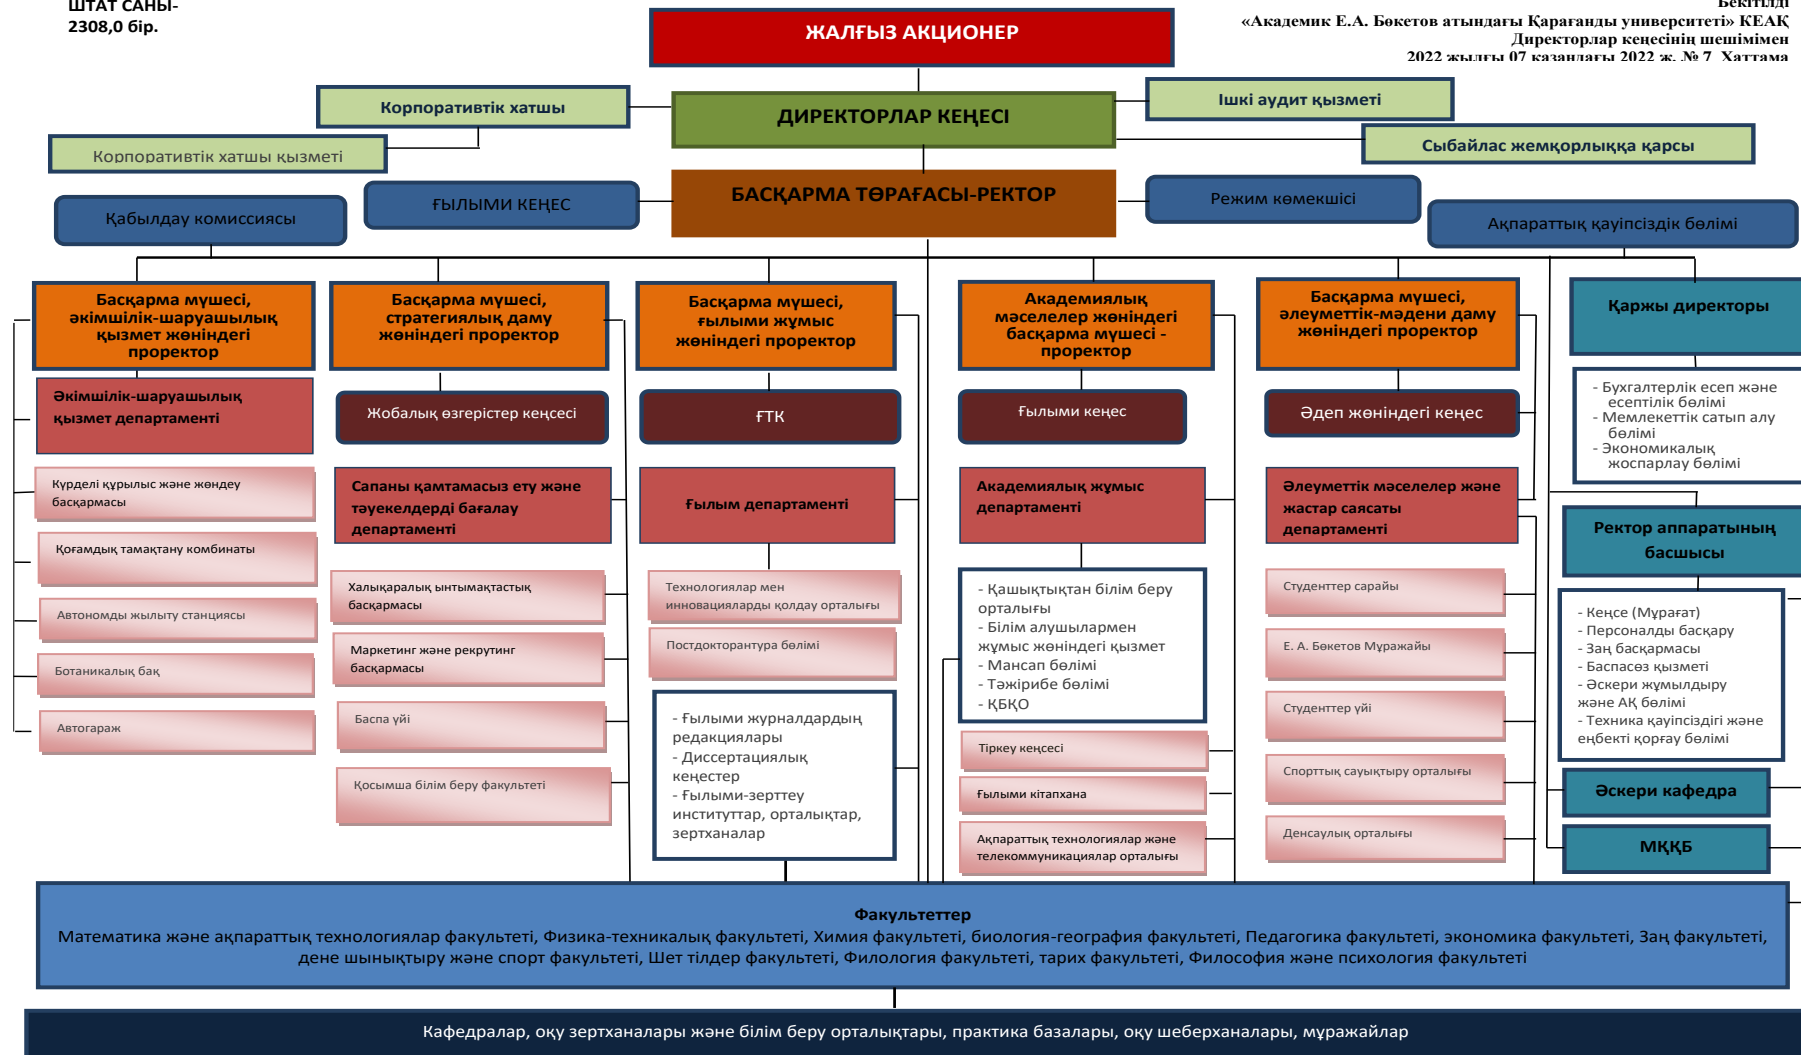 ШТАТ САНЫ-
2308,0 бір.
Бекітілді
«Академик Е.А. Бөкетов атындағы Қарағанды университеті» КЕАҚ
Директорлар кеңесінің шешімімен
2022 жылғы 07 қазандағы 2022 ж. № 7 Хаттама
ЖАЛҒЫЗ АКЦИОНЕР
Корпоративтік хатшы
ДИРЕКТОРЛАР КЕҢЕСІ
Ішкі аудит қызметі
Корпоративтік хатшы қызметі
Сыбайлас жемқорлыққа қарсы
Қабылдау комиссиясы
ҒЫЛЫМИ КЕҢЕС
БАСҚАРМА ТӨРАҒАСЫ-РЕКТОР
Режим көмекшісі
Ақпараттық қауіпсіздік бөлімі
Басқарма мүшесі,
әкімшілік-шаруашылық
қызмет жөніндегі
проректор
Әкімшілік-шаруашылық
қызмет департаменті
Күрделі құрылыс және жөндеу
басқармасы
Қоғамдық тамақтану комбинаты
Автономды жылыту станциясы
Ботаникалық бақ
Автогараж
Басқарма мүшесі,
стратегиялық даму
жөніндегі проректор
Жобалық өзгерістер кеңсесі
Сапаны қамтамасыз ету және
тәуекелдерді бағалау
департаменті
Халықаралық ынтымақтастық
басқармасы
Маркетинг және рекрутинг
басқармасы
Баспа үйі
Қосымша білім беру факультеті
Басқарма мүшесі,
ғылыми жұмыс
жөніндегі проректор
ҒТК
Ғылым департаменті
Технологиялар мен
инновацияларды қолдау орталығы
Постдокторантура бөлімі
- Ғылыми журналдардың
редакциялары
- Диссертациялық
кеңестер
- Ғылыми-зерттеу
институттар, орталықтар,
зертханалар
Академиялық
мәселелер жөніндегі
басқарма мүшесі -
проректор
Ғылыми кеңес
Академиялық жұмыс
департаменті
- Қашықтықтан білім беру
орталығы
- Білім алушылармен
жұмыс жөніндегі қызмет
- Мансап бөлімі
- Тәжірибе бөлімі
- ҚБҚО
Тіркеу кеңсесі
Ғылыми кітапхана
Ақпараттық технологиялар және
телекоммуникациялар орталығы
Басқарма мүшесі,
әлеуметтік-мәдени даму
жөніндегі проректор
Әдеп жөніндегі кеңес
Әлеуметтік мәселелер және
жастар саясаты
департаменті
Студенттер сарайы
Е. А. Бөкетов Мұражайы
Студенттер үйі
Спорттық сауықтыру орталығы
Денсаулық орталығы
Қаржы директоры
- Бухгалтерлік есеп және
есептілік бөлімі
- Мемлекеттік сатып алу
бөлімі
- Экономикалық
жоспарлау бөлімі
Ректор аппаратының
басшысы
- Кеңсе (Мұрағат)
- Персоналды басқару
- Заң басқармасы
- Баспасөз қызметі
- Әскери жұмылдыру
және АҚ бөлімі
- Техника қауіпсіздігі және
еңбекті қорғау бөлімі
Әскери кафедра
МҚҚБ
Факультеттер
Математика және ақпараттық технологиялар факультеті, Физика-техникалық факультеті, Химия факультеті, биология-география факультеті, Педагогика факультеті, экономика факультеті, Заң факультеті,
дене шынықтыру және спорт факультеті, Шет тілдер факультеті, Филология факультеті, тарих факультеті, Философия және психология факультеті
Кафедралар, оқу зертханалары және білім беру орталықтары, практика базалары, оқу шеберханалары, мұражайлар